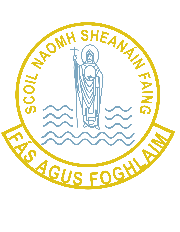 SCOIL NAOMH SHEANAIN FAING
FÁS AGUS FOGHLAIM